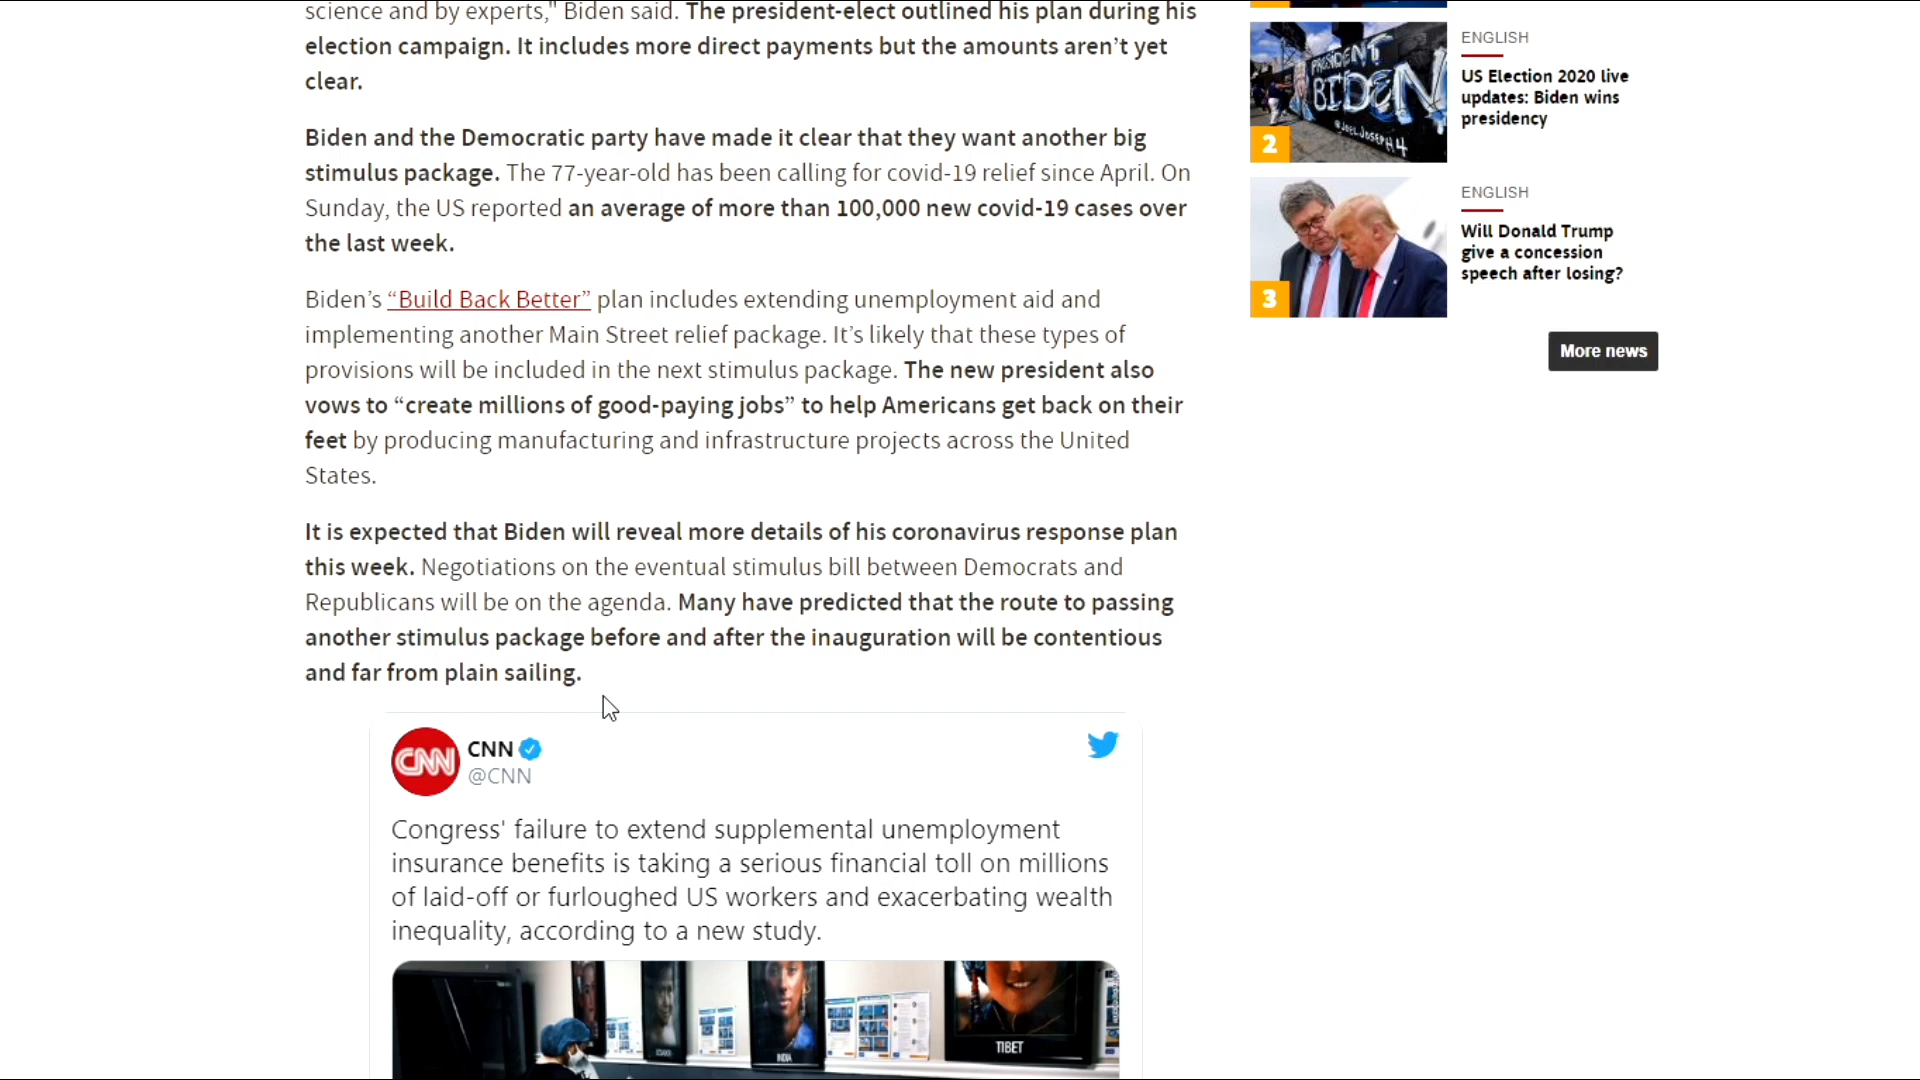 science and by experts," Biden said. The president-elect outlined his plan during his
election campaign. It includes more direct payments but the amounts aren’t yet
clear.
Biden and the Democratic party have made it clear that they want another big
stimulus package. The 77-year-old has been calling for covid-19 relief since April. On
Sunday, the US reported an average of more than 100,000 new covid-19 cases over
the last week.
Biden’s “Build Back Better” plan includes extending unemployment aid and
implementing another Main Street relief package. It’s likely that these types of
provisions will be included in the next stimulus package. The new president also
vows to “create millions of good-paying jobs” to help Americans get back on their
feet by producing manufacturing and infrastructure projects across the United
States.
It is expected that Biden will reveal more details of his coronavirus response plan
this week. Negotiations on the eventual stimulus bill between Democrats and
Republicans will be on the agenda. Many have predicted that the route to passing
another stimulus package before and after the inauguration will be contentious
and far from plain sailing.
CNN
CNN
@CNN
Congress' failure to extend supplemental unemployment
insurance benefits is taking a serious financial toll on millions
of laid-off or furloughed US workers and exacerbating wealth
inequality, according to a new study.
INDIA
TIBET
PRESIDENT
BIDEN
@JOEL.JOSEPH4
2
ENGLISH
US Election 2020 live
updates: Biden wins
presidency
3
ENGLISH
Will Donald Trump
give a concession
speech after losing?
More news